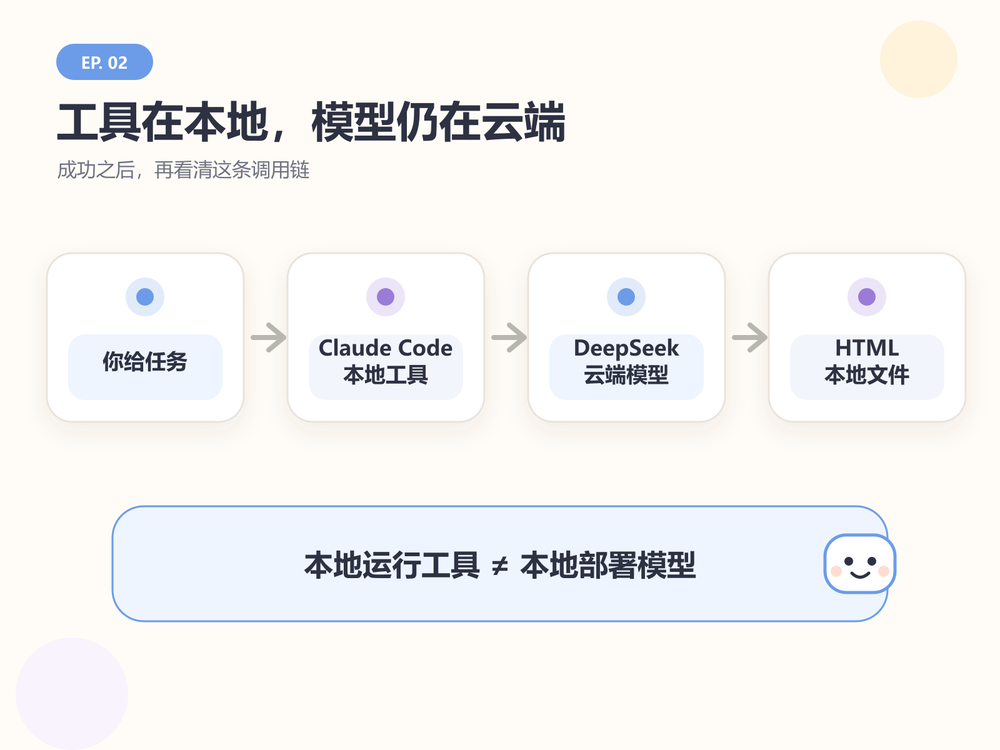 EP. 02
工具在本地，模型仍在云端
成功之后，再看清这条调用链
你给任务
Claude Code
本地工具
DeepSeek
云端模型
HTML
本地文件
本地运行工具 ≠ 本地部署模型